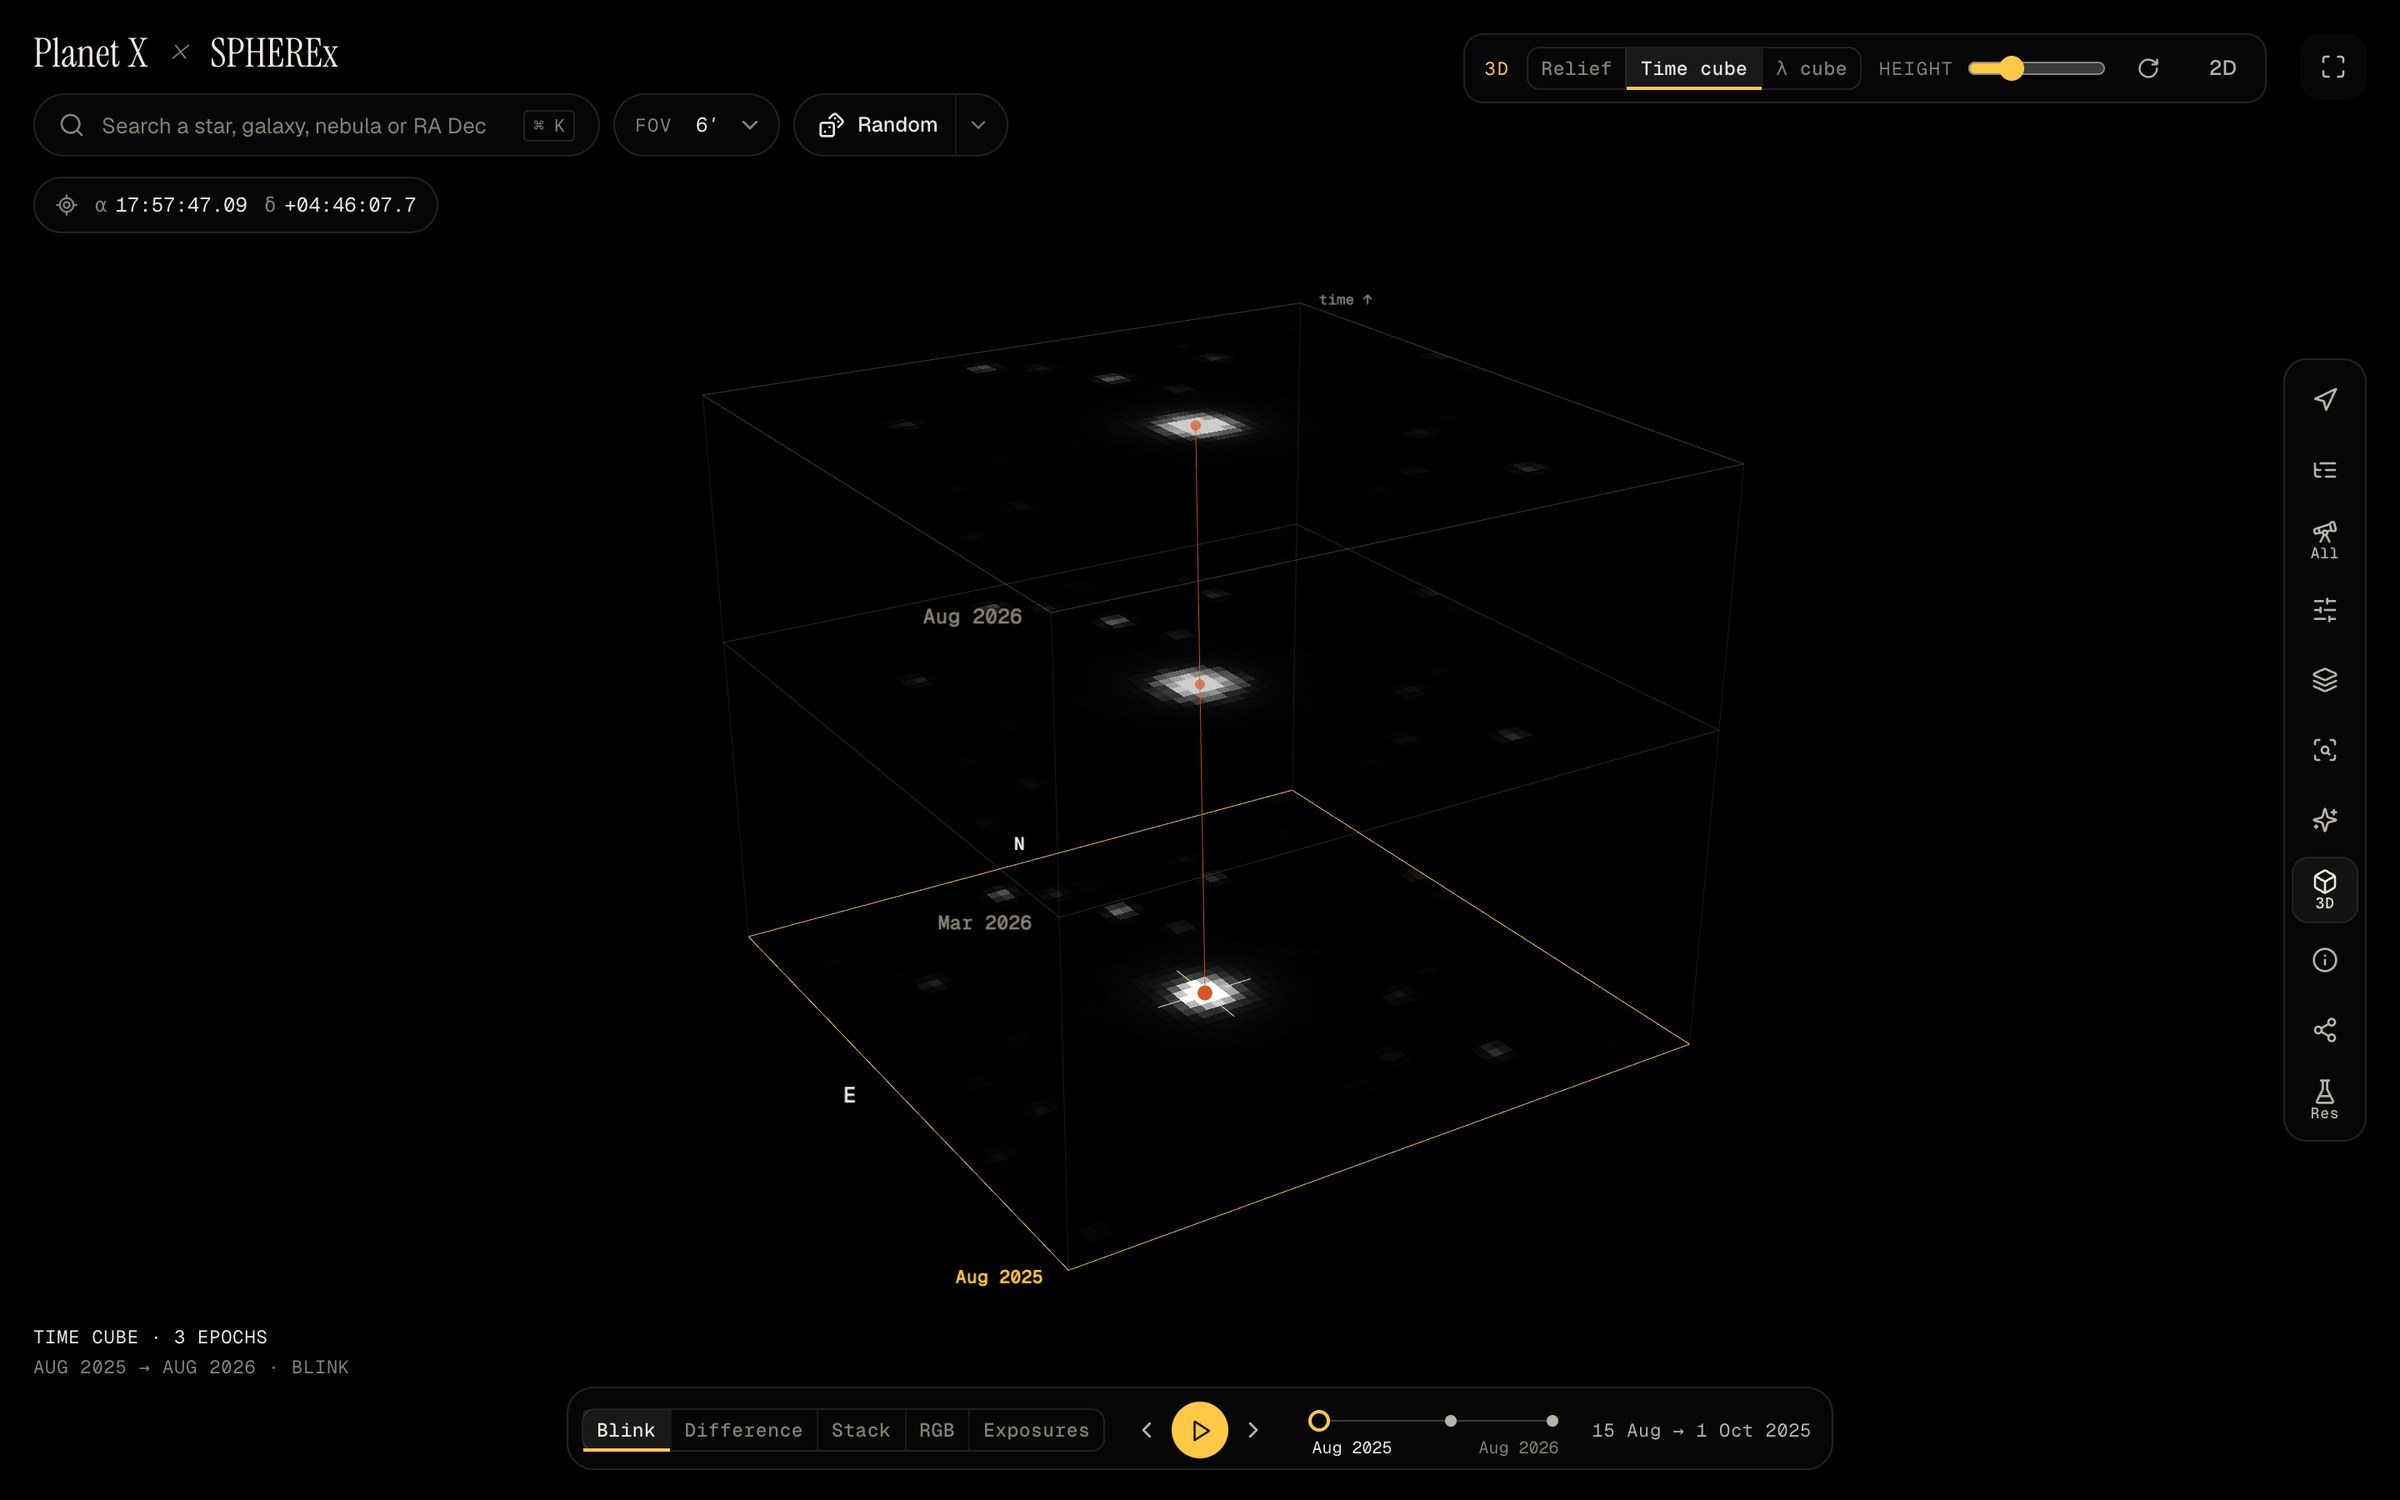 Planet X × SPHEREx
3D Relief Time cube λ cube HEIGHT 2D
Search a star, galaxy, nebula or RA Dec ⌘ K
FOV 6′
Random
α 17:57:47.09 δ +04:46:07.7
time ↑
All
Aug 2026
N
Mar 2026
3D
E
Res
Aug 2025
TIME CUBE · 3 EPOCHS
AUG 2025 → AUG 2026 · BLINK
Blink Difference Stack RGB Exposures
Aug 2025 Aug 2026
15 Aug → 1 Oct 2025